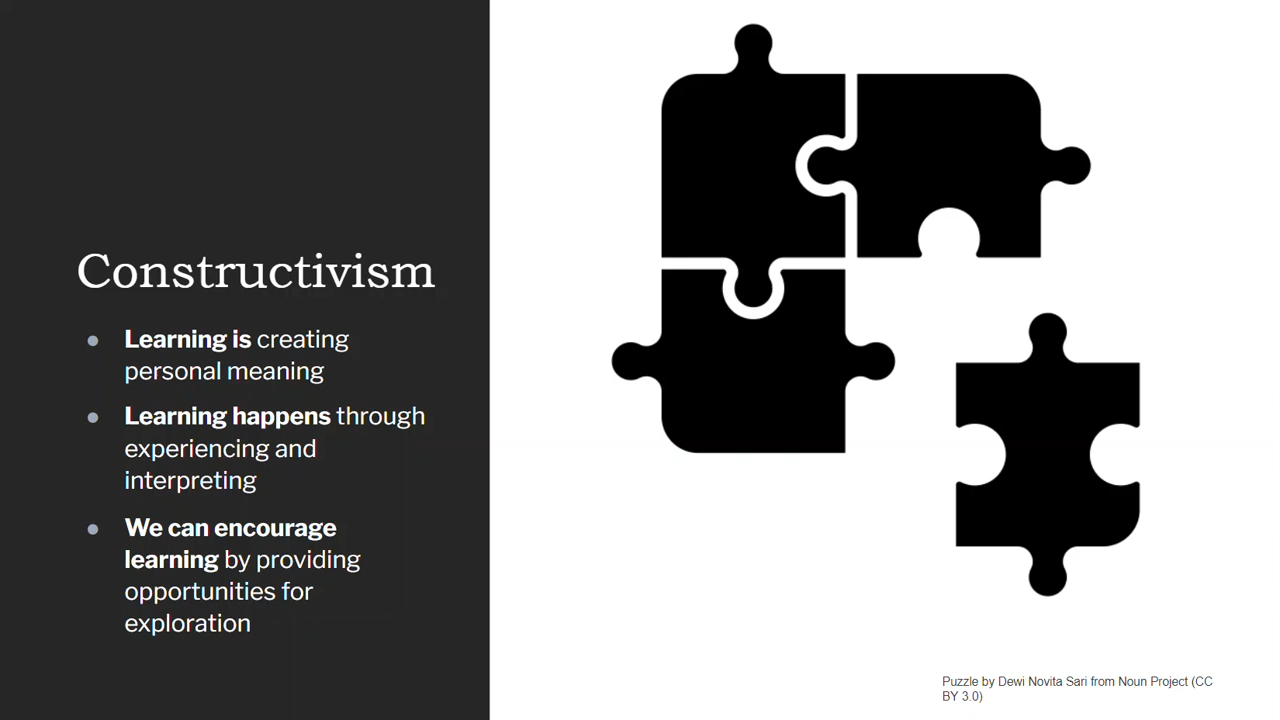 Constructivism
● Learning is creating
personal meaning
● Learning happens through
experiencing and
interpreting
● We can encourage
learning by providing
opportunities for
exploration
Puzzle by Dewi Novita Sari from Noun Project (CC
BY 3.0)